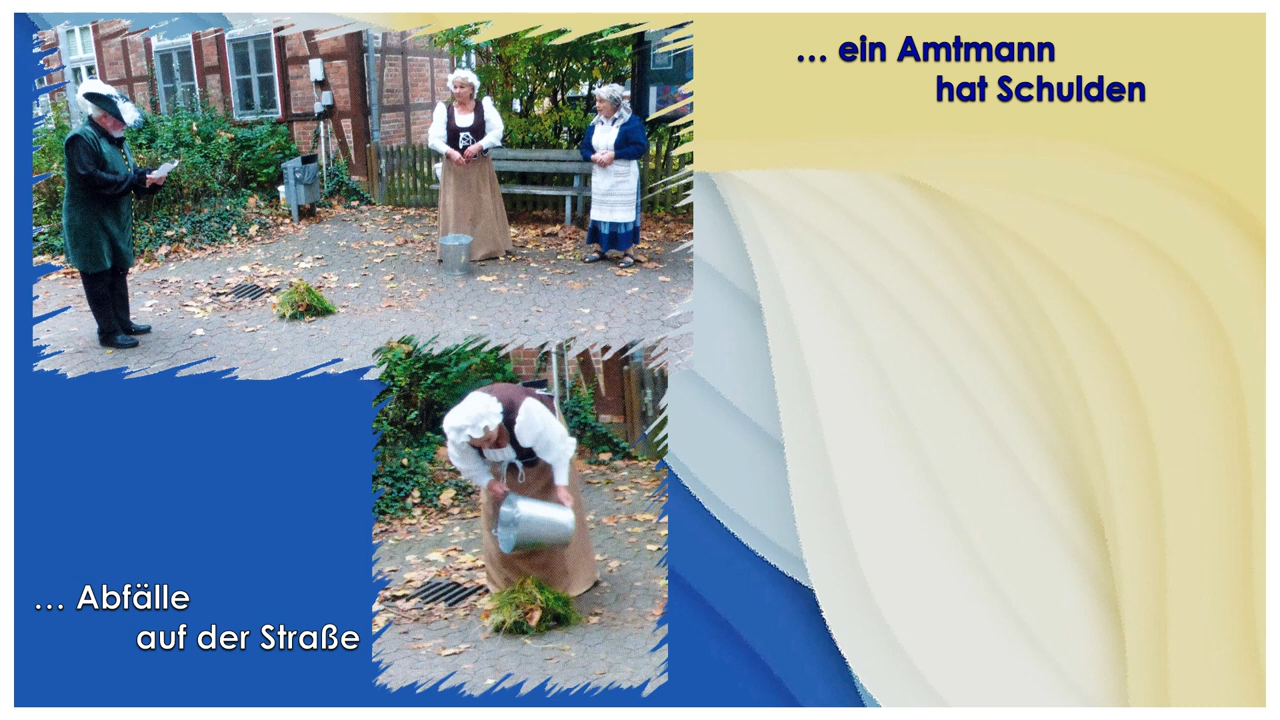 … ein Amtmann
hat Schulden
… Abfälle
auf der Straße